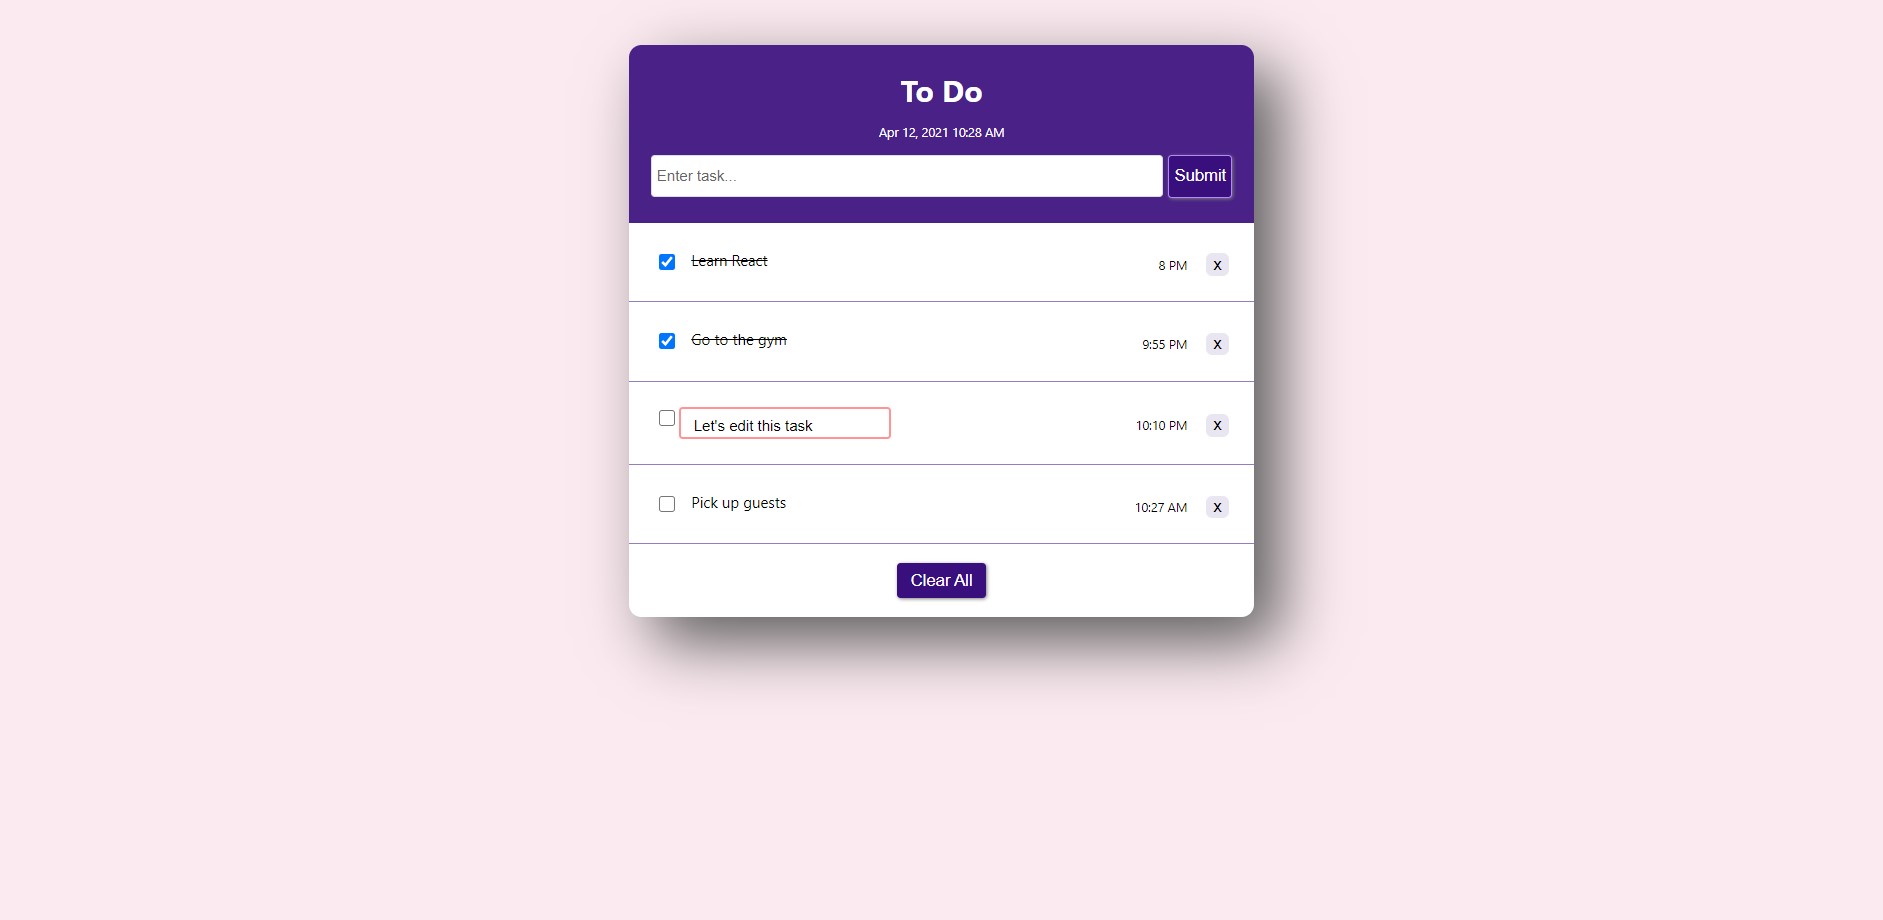 To Do
Apr 12, 2021 10:28 AM
Enter task...
Submit
Learn React
8 PM
X
Go to the gym
9:55 PM
X
Let's edit this task
10:10 PM
X
Pick up guests
10:27 AM
X
Clear All